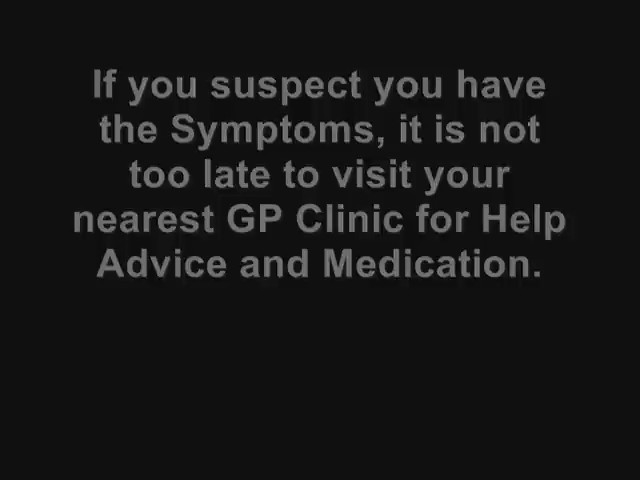 If you suspect you have
the Symptoms, it is not
too late to visit your
nearest GP Clinic for Help
Advice and Medication.